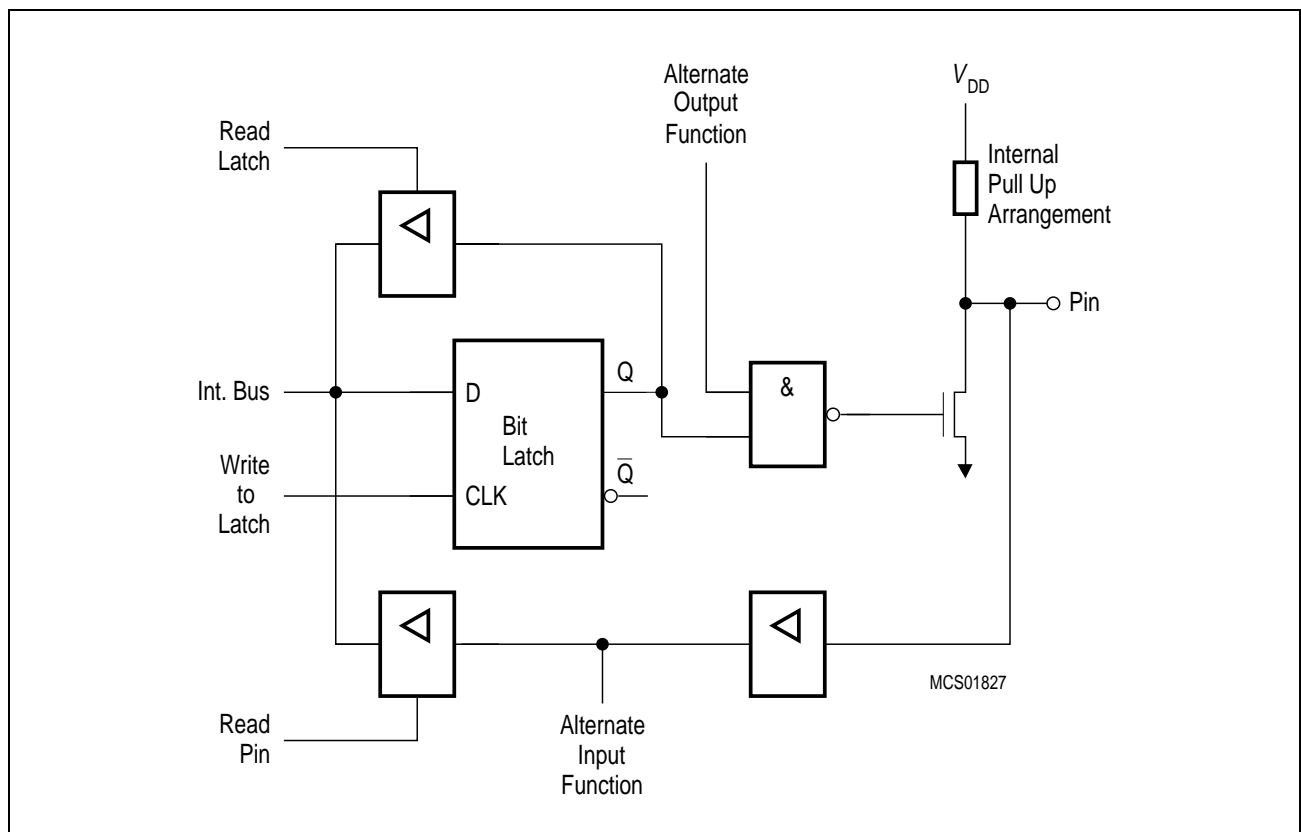 Alternate
Output
Function
V DD
Read
Latch
Internal
Pull Up
Arrangement
Pin
Int. Bus
D
Q
&
Bit
Latch
Q̅
Write
to
Latch
CLK
MCS01827
Read
Pin
Alternate
Input
Function